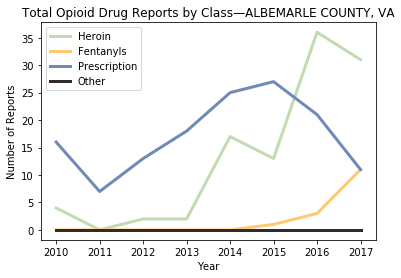 Total Opioid Drug Reports by Class—ALBEMARLE COUNTY, VA
Heroin
Fentanyls
Prescription
Other
Number of Reports
35
30
25
20
15
10
5
0
2010 2011 2012 2013 2014 2015 2016 2017
Year